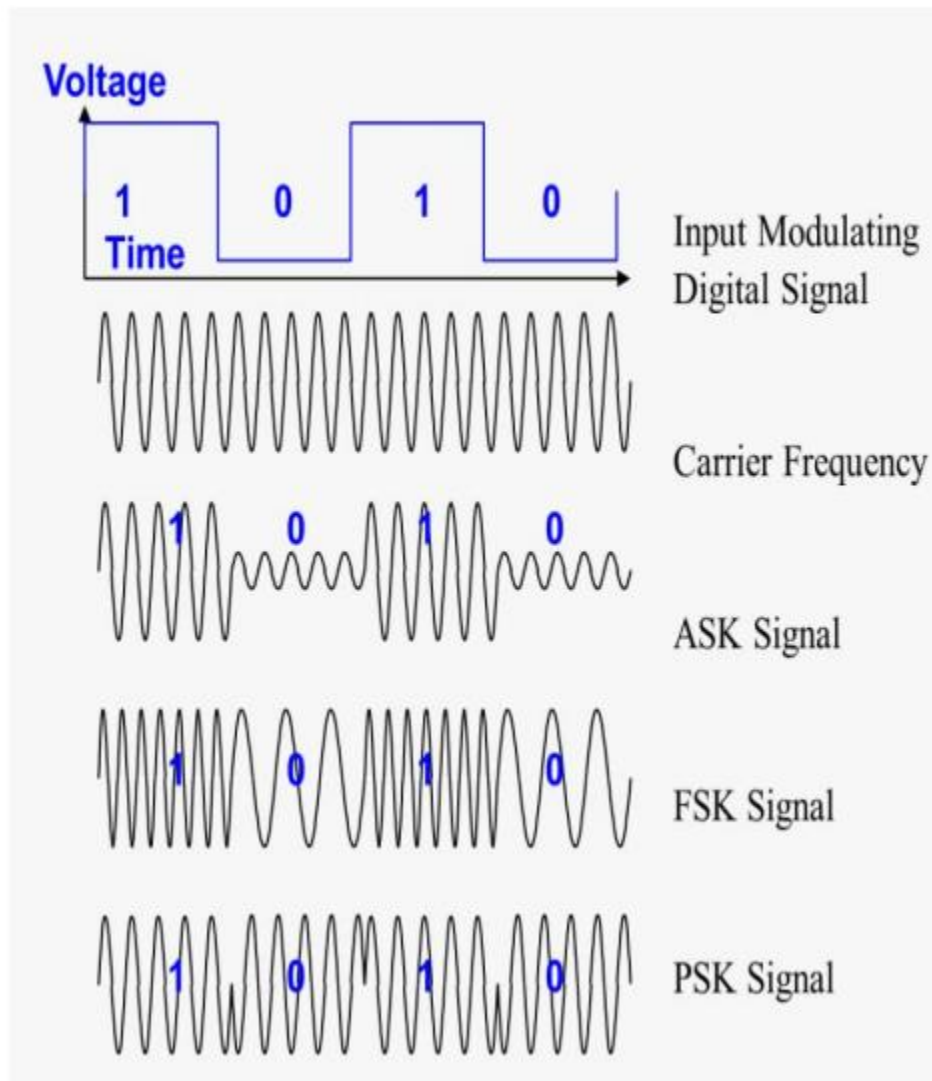 Voltage
1 0 1 0
Time
Input Modulating
Digital Signal
Carrier Frequency
1 0 1 0
ASK Signal
1 0 1 0
FSK Signal
1 0 1 0
PSK Signal